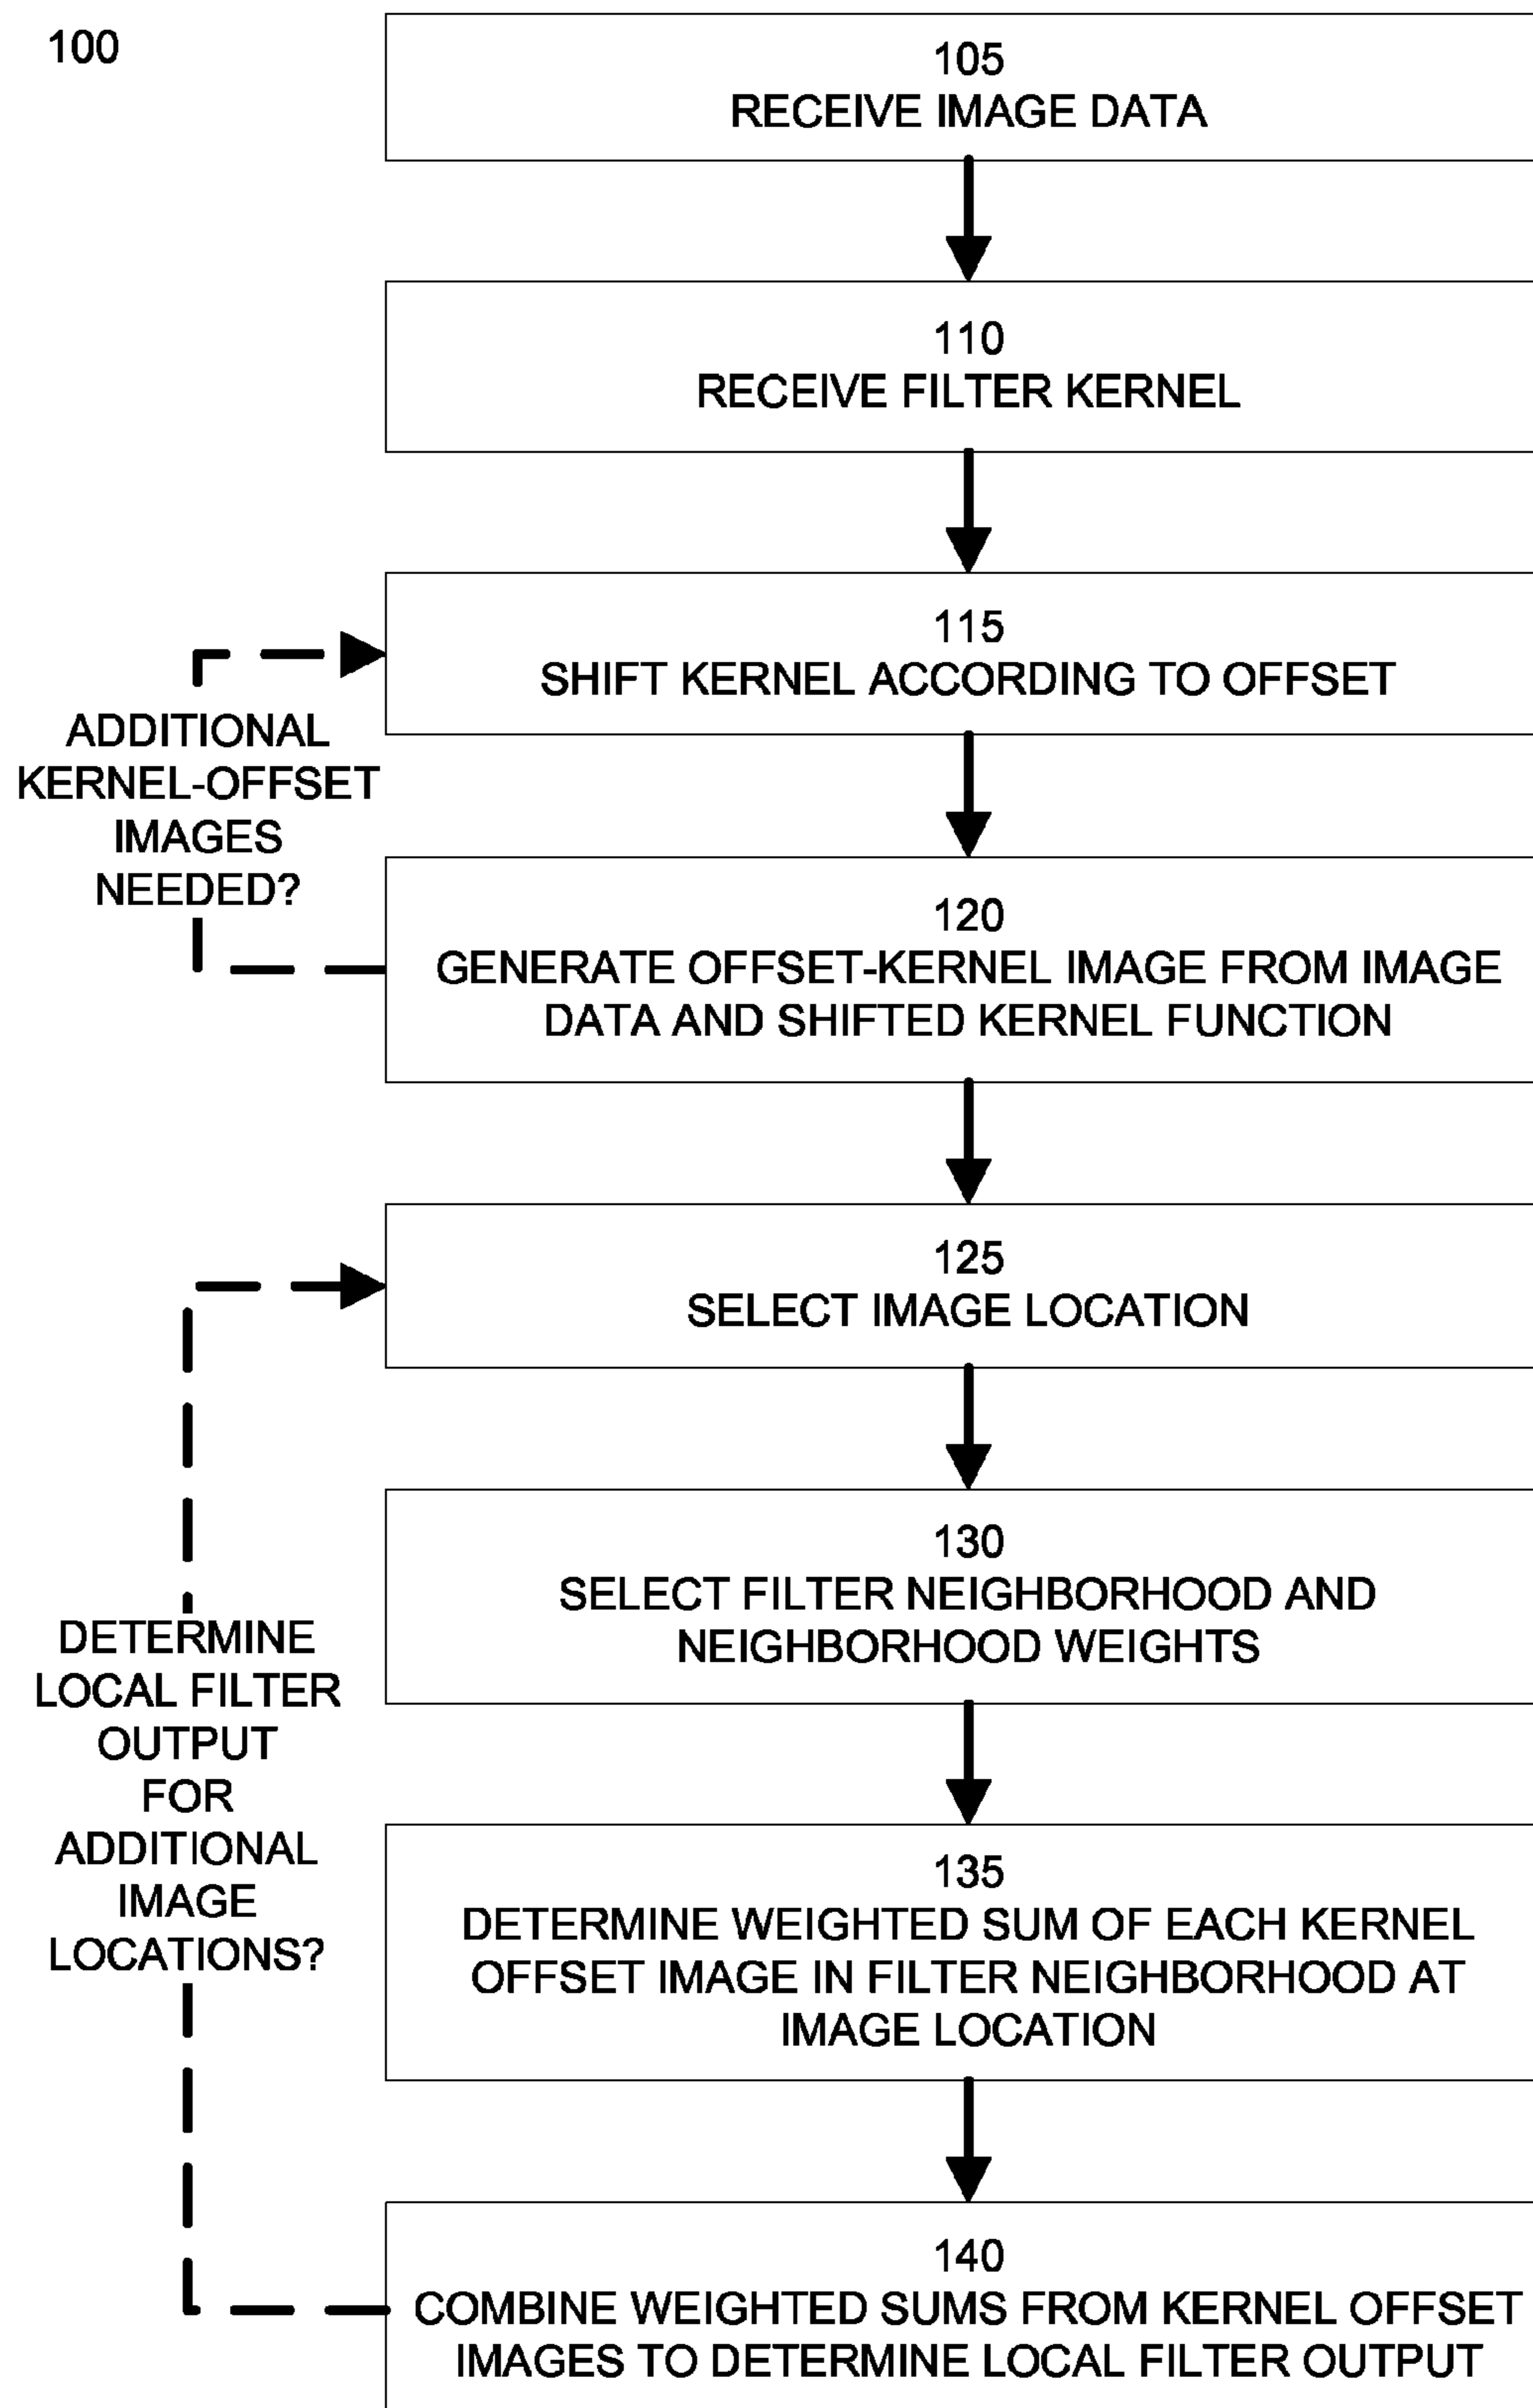 100
105
RECEIVE IMAGE DATA
110
RECEIVE FILTER KERNEL
115
SHIFT KERNEL ACCORDING TO OFFSET
ADDITIONAL
KERNEL-OFFSET
IMAGES
NEEDED?
120
GENERATE OFFSET-KERNEL IMAGE FROM IMAGE
DATA AND SHIFTED KERNEL FUNCTION
125
SELECT IMAGE LOCATION
130
SELECT FILTER NEIGHBORHOOD AND
NEIGHBORHOOD WEIGHTS
DETERMINE
LOCAL FILTER
OUTPUT
FOR
ADDITIONAL
IMAGE
LOCATIONS?
135
DETERMINE WEIGHTED SUM OF EACH KERNEL
OFFSET IMAGE IN FILTER NEIGHBORHOOD AT
IMAGE LOCATION
140
COMBINE WEIGHTED SUMS FROM KERNEL OFFSET
IMAGES TO DETERMINE LOCAL FILTER OUTPUT